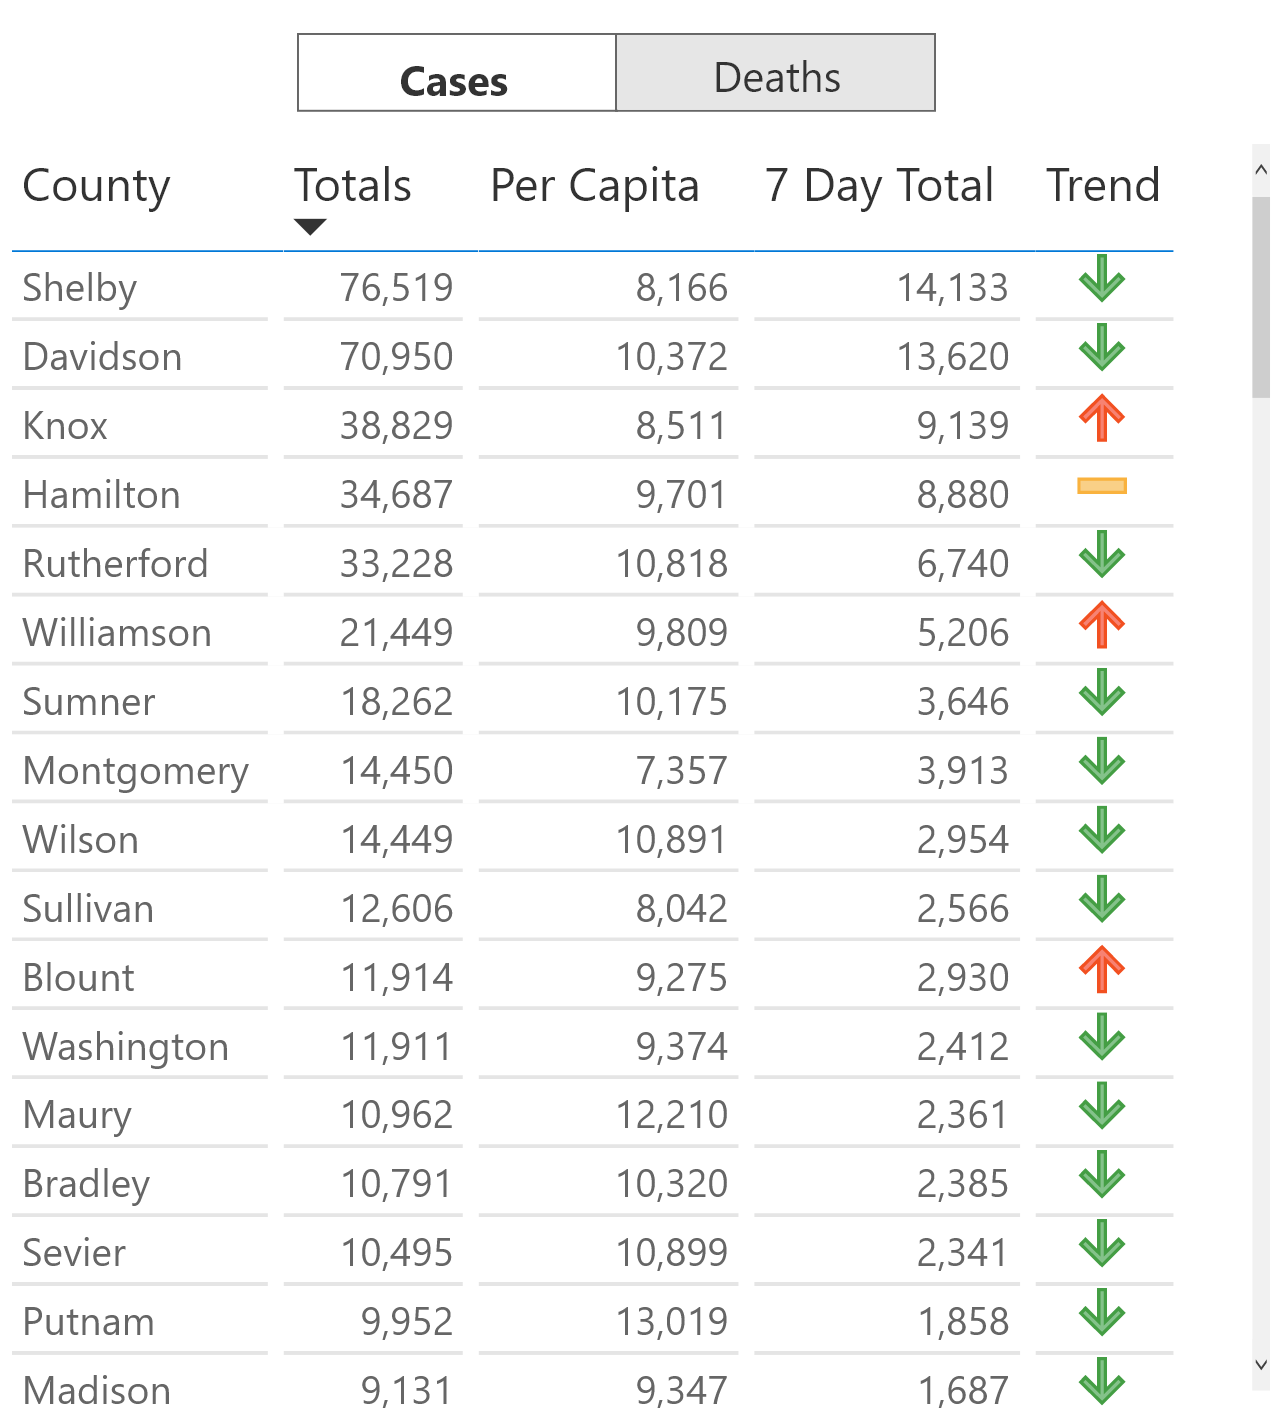 Cases Deaths
County Totals Per Capita 7 Day Total Trend
Shelby 76,519 8,166 14,133
Davidson 70,950 10,372 13,620
Knox 38,829 8,511 9,139
Hamilton 34,687 9,701 8,880
Rutherford 33,228 10,818 6,740
Williamson 21,449 9,809 5,206
Sumner 18,262 10,175 3,646
Montgomery 14,450 7,357 3,913
Wilson 14,449 10,891 2,954
Sullivan 12,606 8,042 2,566
Blount 11,914 9,275 2,930
Washington 11,911 9,374 2,412
Maury 10,962 12,210 2,361
Bradley 10,791 10,320 2,385
Sevier 10,495 10,899 2,341
Putnam 9,952 13,019 1,858
Madison 9,131 9,347 1,687